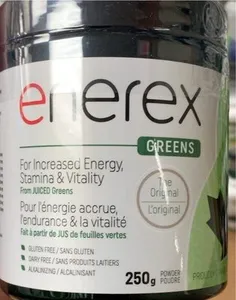 enerex
GREENS
For Increased Energy,
Stamina & Vitality
From JUICED Greens
The
Original
L'original
Pour l'énergie accrue,
l'endurance & la vitalité
Fait à partir de JUS de feuilles vertes
GLUTEN FREE / SANS GLUTEN
DAIRY FREE / SANS PRODUITS LAITIERS
ALKALIZING / ALCALINISANT
250g POWDER
POUDRE